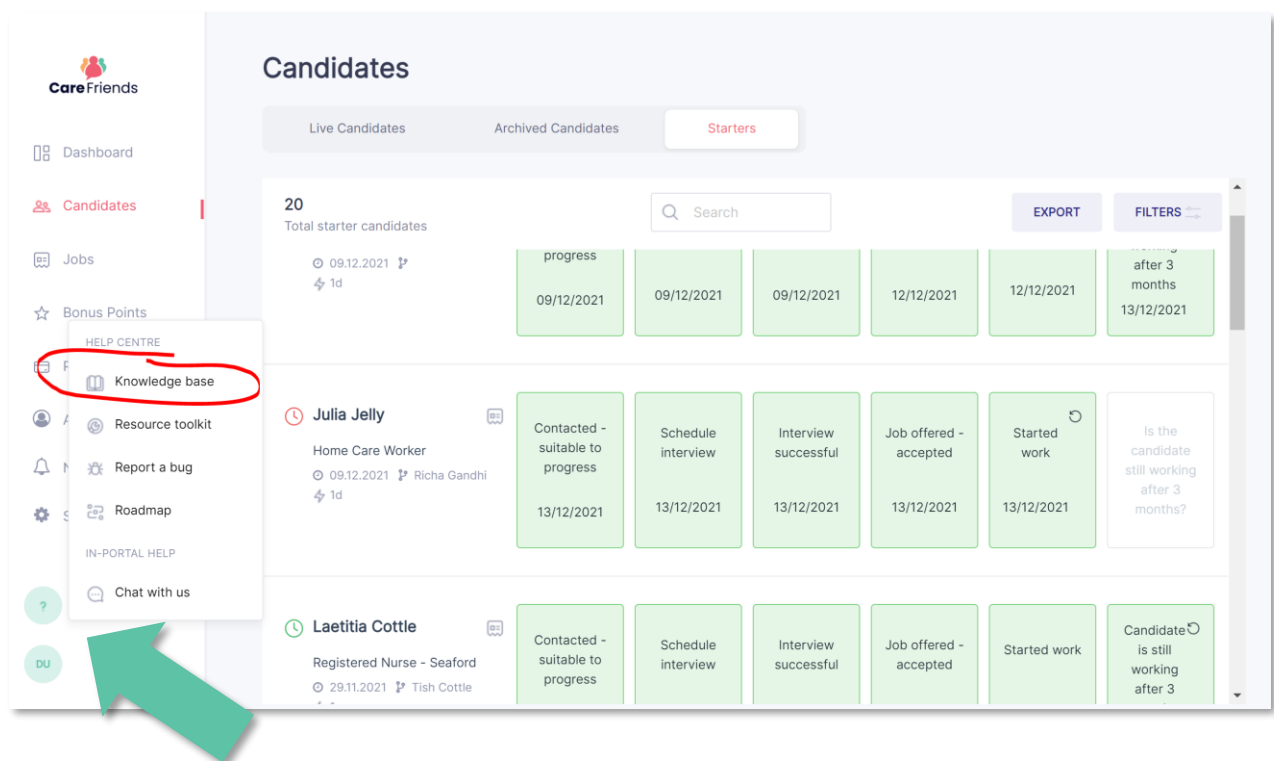 CareFriends
Dashboard
Candidates
Jobs
Bonus Points
HELP CENTRE
Knowledge base
Resource toolkit
Report a bug
Roadmap
IN-PORTAL HELP
Chat with us
?
DU
Candidates
Live Candidates
Archived Candidates
Starters
20
Total starter candidates
Search
EXPORT
FILTERS
09.12.2021
1d
progress
09/12/2021
09/12/2021
09/12/2021
12/12/2021
12/12/2021
after 3
months
13/12/2021
Julia Jelly
Home Care Worker
09.12.2021 Richa Gandhi
1d
Contacted -
suitable to
progress
13/12/2021
Schedule
interview
13/12/2021
Interview
successful
13/12/2021
Job offered -
accepted
13/12/2021
Started
work
13/12/2021
Is the
candidate
still working
after 3
months?
Laetitia Cottle
Registered Nurse - Seaford
29.11.2021 Tish Cottle
Contacted -
suitable to
progress
Schedule
interview
Interview
successful
Job offered -
accepted
Started work
Candidate
is still
working
after 3